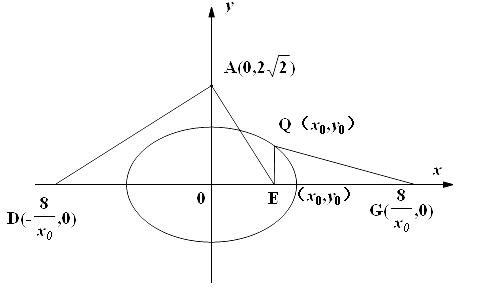 y
A(0,2√2)
Q（x₀,y₀）
x
0
E
（x₀,y₀）
D(-8/x₀,0)
G(8/x₀,0)